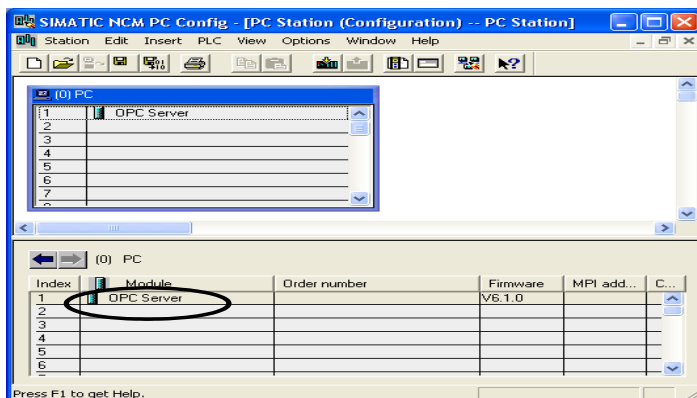 SIMATIC NCM PC Config - [PC Station (Configuration) -- PC Station]
Station Edit Insert PLC View Options Window Help
(0) PC
1 OPC Server
2
3
4
5
6
7
(0) PC
Index Module Order number Firmware MPI add... C...
1 OPC Server V6.1.0
2
3
4
5
6
Press F1 to get Help.